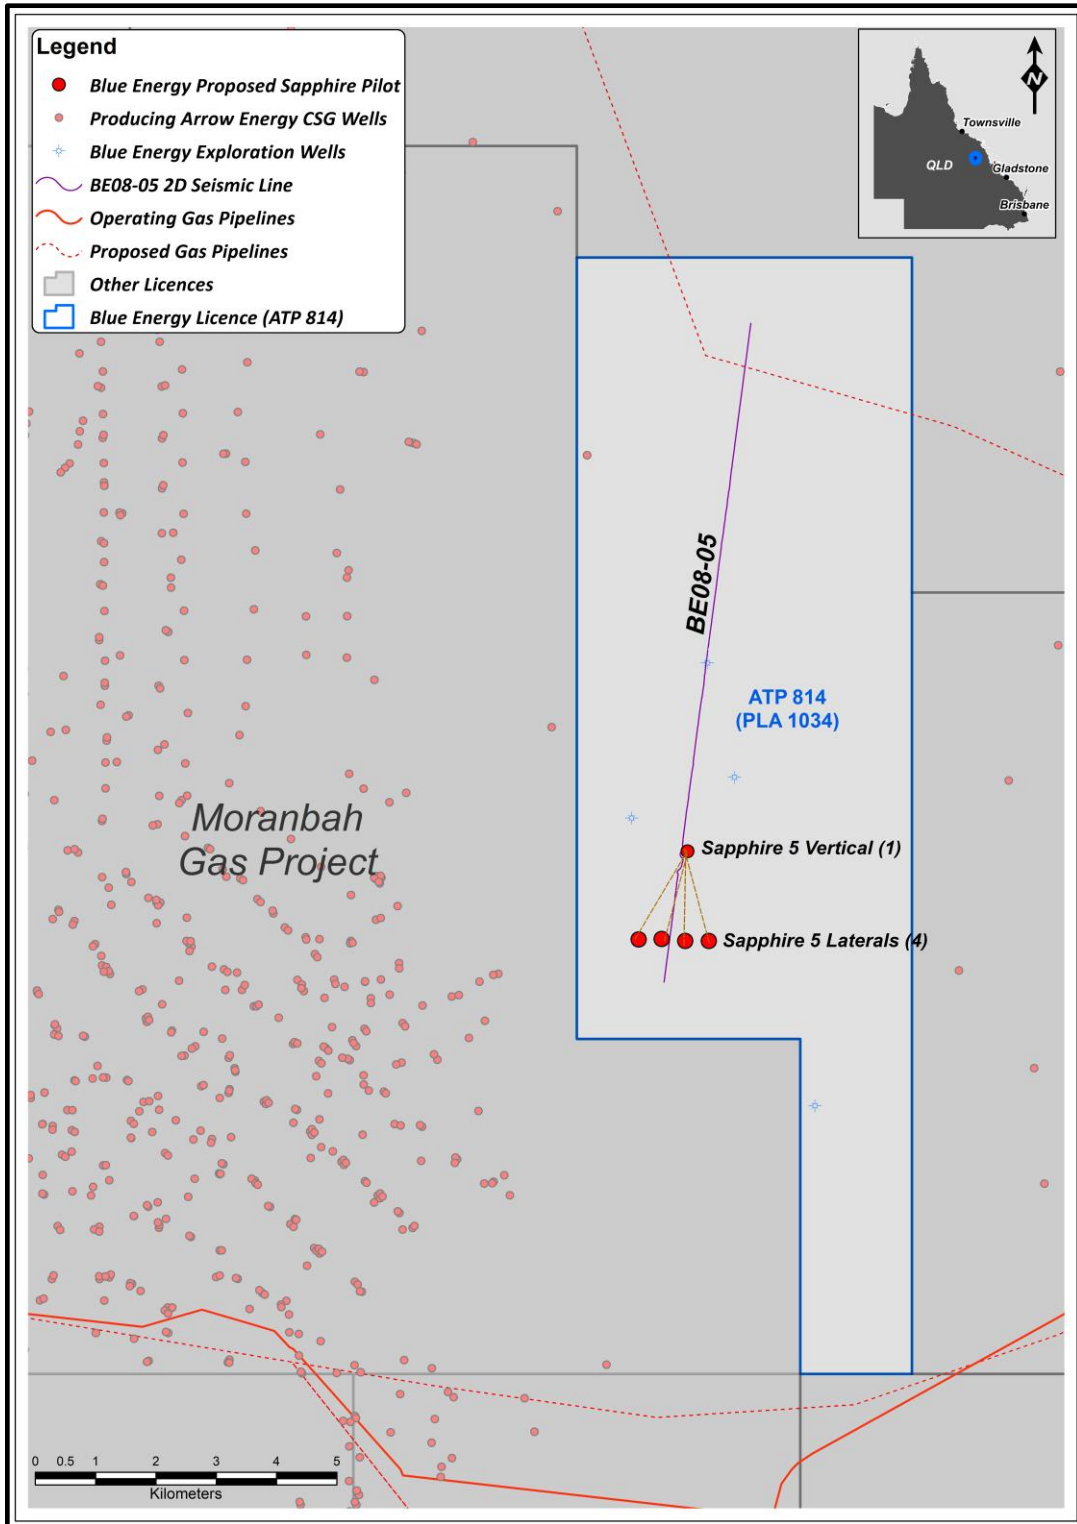 Legend
Blue Energy Proposed Sapphire Pilot
Producing Arrow Energy CSG Wells
Blue Energy Exploration Wells
BE08-05 2D Seismic Line
Operating Gas Pipelines
Proposed Gas Pipelines
Other Licences
Blue Energy Licence (ATP 814)
N
Townsville
QLD
Gladstone
Brisbane
BE08-05
ATP 814
(PLA 1034)
Moranbah
Gas Project
Sapphire 5 Vertical (1)
Sapphire 5 Laterals (4)
0 0.5 1 2 3 4 5
Kilometers